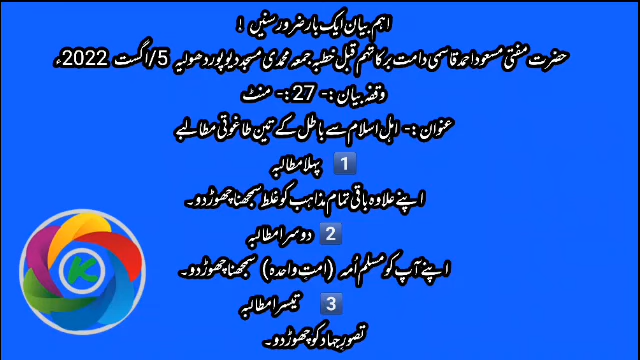 اہم بیان ایک بار ضرور سنیں !
حضرت مفتی مسعود احمد قاسمی دامت برکاتہم قبل خطبہ جمعہ محمدی مسجد دیوپور دھولیہ 5/اگست 2022ء
وقفہ بیان :- 27:- منٹ
عنوان :- اہل اسلام سے باطل کے تین طاغوتی مطالبے
1 پہلا مطالبہ
اپنے علاوہ باقی تمام مذاہب کو غلط سمجھنا چھوڑ دو۔
2 دوسرا مطالبہ
اپنے آپ کو مسلم اُمہ (امتِ واحدہ) سمجھنا چھوڑ دو۔
3 تیسرا مطالبہ
تصورِ جہاد کو چھوڑ دو۔
K